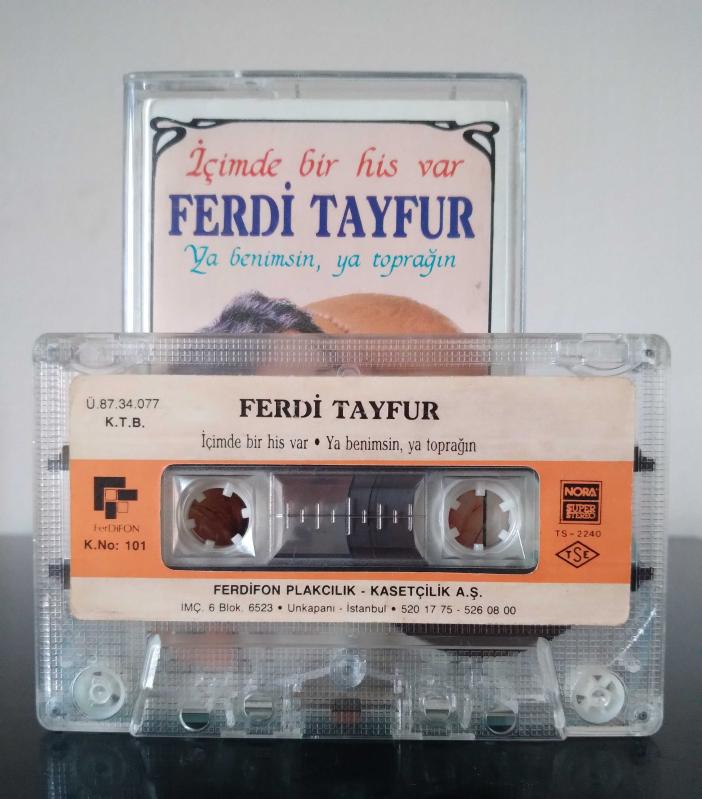 İçimde bir his var
FERDİ TAYFUR
Ya benimsin, ya toprağın
Ü.87.34.077
K.T.B.
FERDİ TAYFUR
İçimde bir his var • Ya benimsin, ya toprağın
FerDiFON
K.No: 101
NORA
SUPER
STEREO
TS-2240
TSE
FERDİFON PLAKCILIK - KASETÇİLİK A.Ş.
İMÇ. 6 Blok. 6523 • Unkapanı - İstanbul • 520 17 75 - 526 08 00